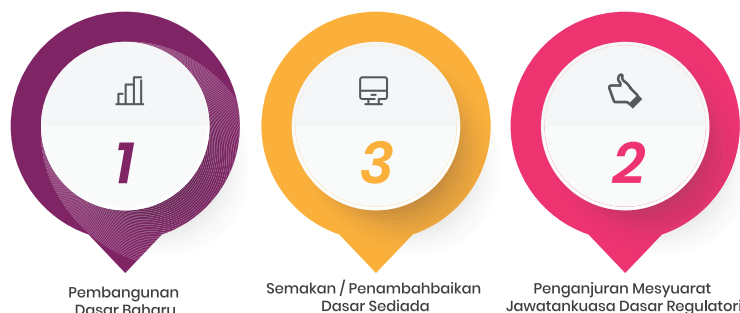 1
Pembangunan
Dasar Baharu
3
Semakan / Penambahbaikan
Dasar Sediada
2
Penganjuran Mesyuarat
Jawatankuasa Dasar Regulatori